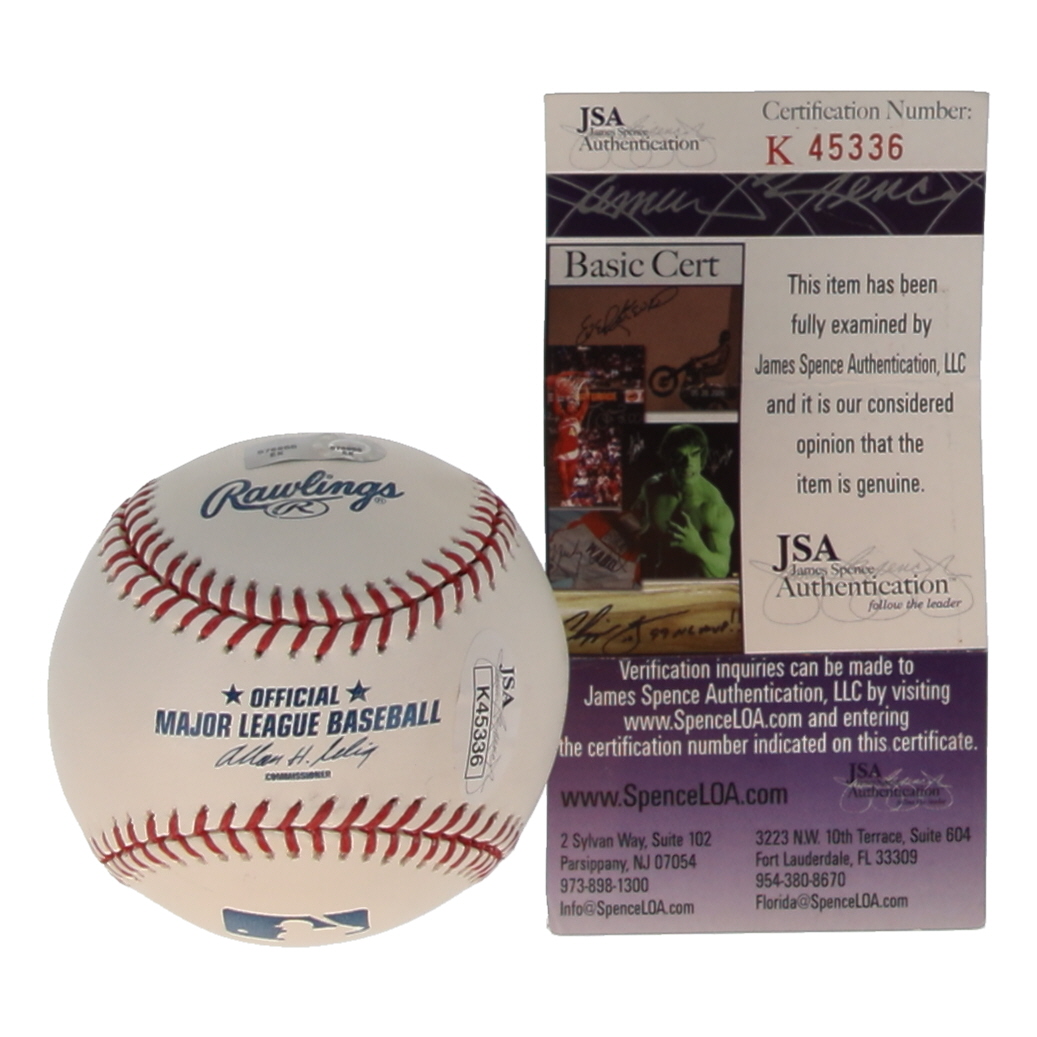 Rawlings
R
OFFICIAL
MAJOR LEAGUE BASEBALL
Allan H. Selig
COMMISSIONER
JSA
K45336
JSA
James Spence
Authentication
Certification Number:
K 45336
James Spence
Basic Cert
This item has been
fully examined by
James Spence Authentication, LLC
and it is our considered
opinion that the
item is genuine.
JSA
James Spence
Authentication
follow the leader
Verification inquiries can be made to
James Spence Authentication, LLC by visiting
www.SpenceLOA.com and entering
the certification number indicated on this certificate.
www.SpenceLOA.com
JSA
Authentication
2 Sylvan Way, Suite 102
Parsippany, NJ 07054
973-898-1300
Info@SpenceLOA.com
3223 N.W. 10th Terrace, Suite 604
Fort Lauderdale, FL 33309
954-380-8670
Florida@SpenceLOA.com